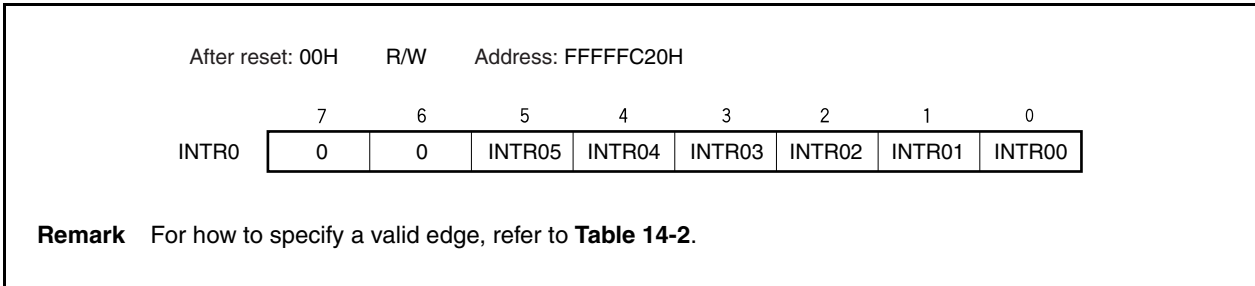 After reset: 00H R/W Address: FFFFFC20H
7 6 5 4 3 2 1 0
INTR0 0 0 INTR05 INTR04 INTR03 INTR02 INTR01 INTR00
Remark For how to specify a valid edge, refer to Table 14-2.